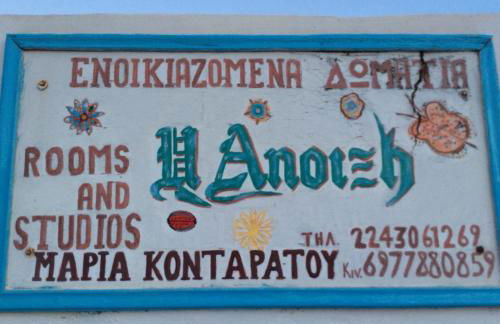 ΕΝΟΙΚΙΑΖΟΜΕΝΑ ΔΩΜΑΤΙΑ
ROOMS
AND
STUDIOS
Η Άνοιξη
ΤΗΛ. 2243061269
ΜΑΡΙΑ ΚΟΝΤΑΡΑΤΟΥ Κιν. 6977880859